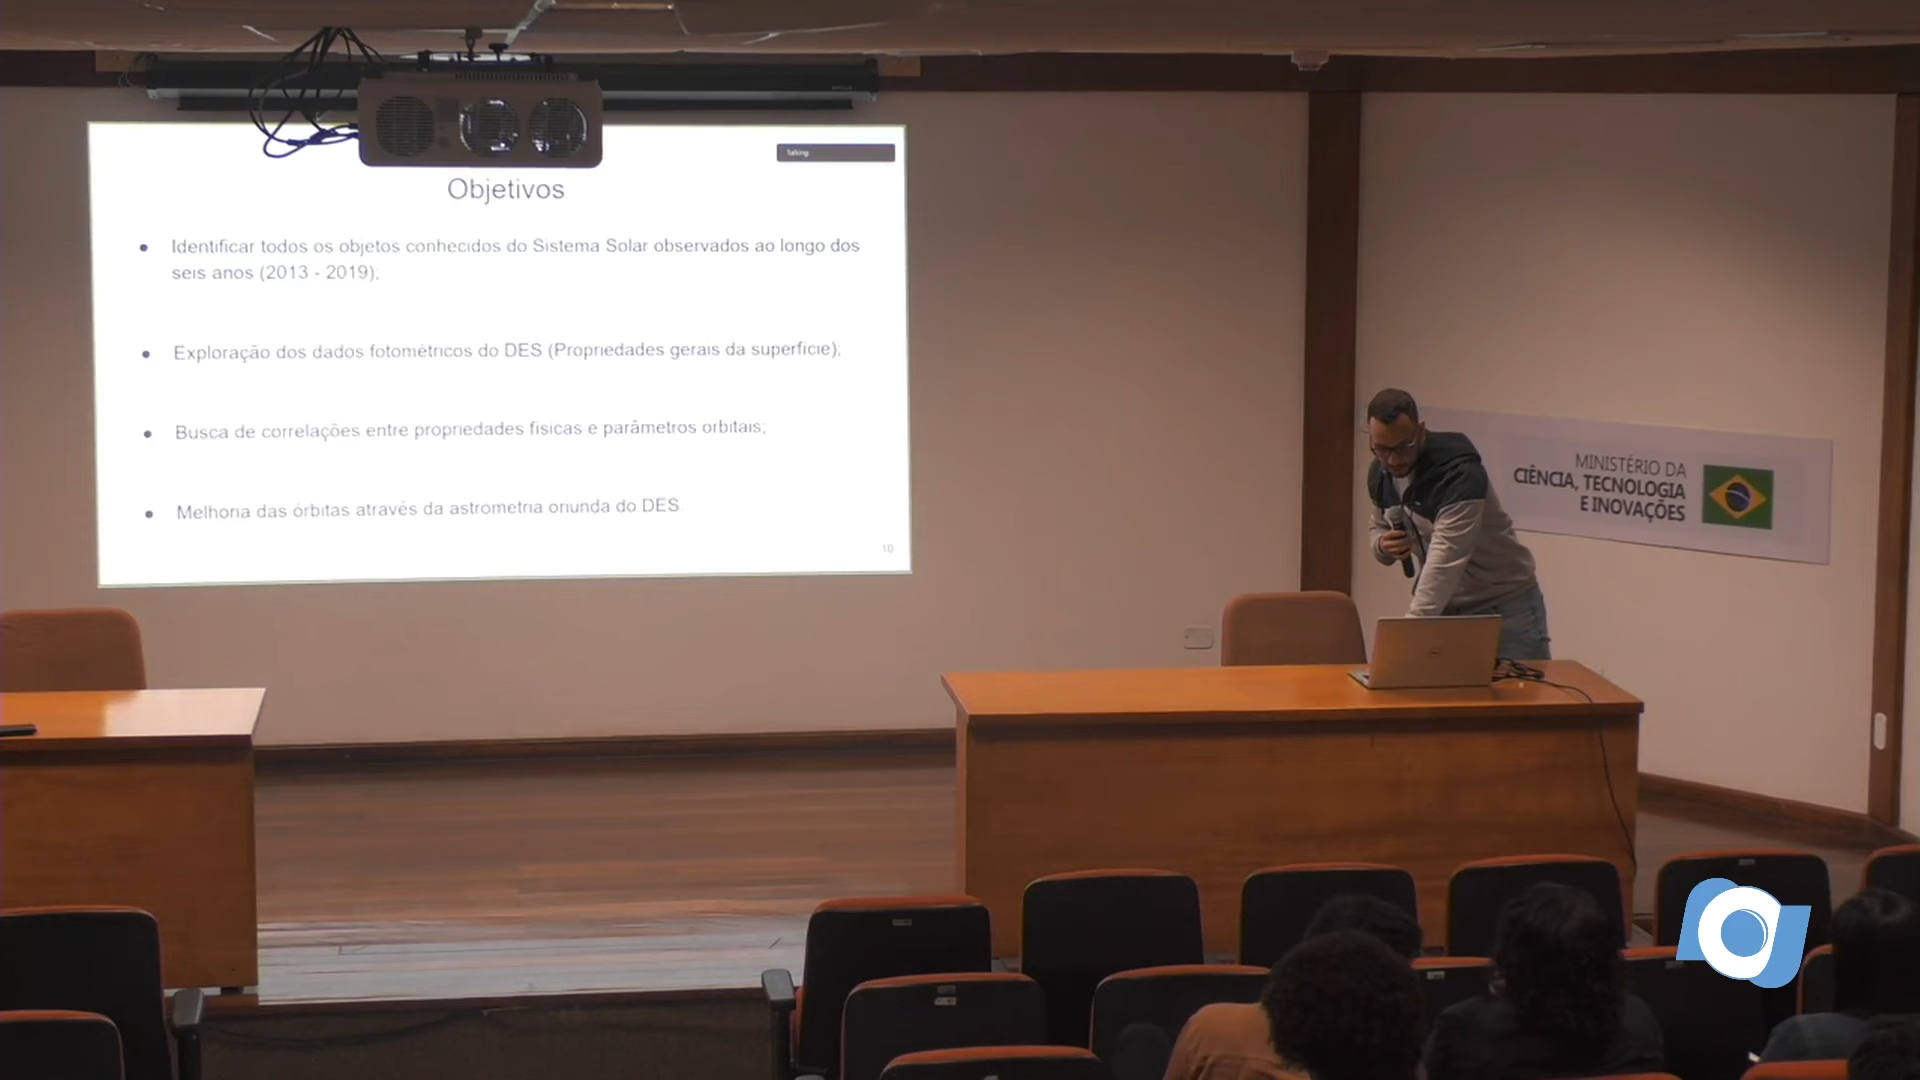 Talking:
Objetivos
● Identificar todos os objetos conhecidos do Sistema Solar observados ao longo dos
seis anos (2013 - 2019);
● Exploração dos dados fotométricos do DES (Propriedades gerais da superfície);
● Busca de correlações entre propriedades físicas e parâmetros orbitais;
● Melhoria das órbitas através da astrometria oriunda do DES.
10
MINISTÉRIO DA
CIÊNCIA, TECNOLOGIA
E INOVAÇÕES
DELL